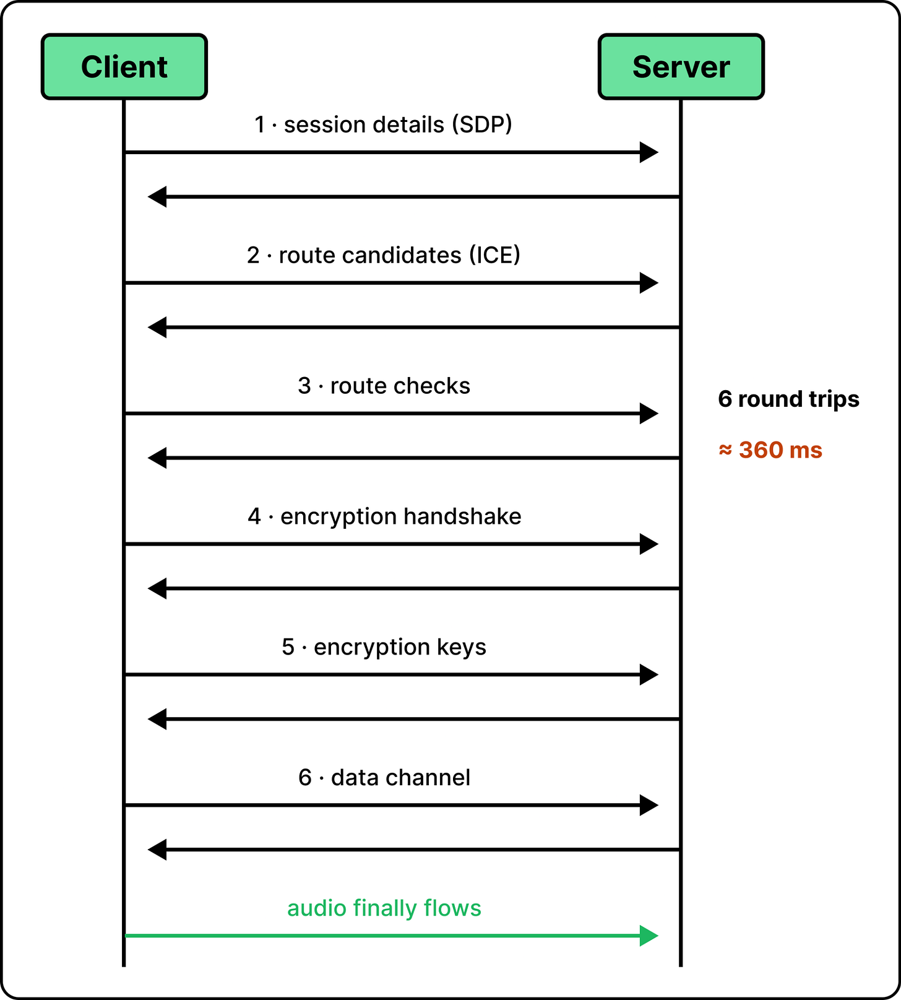 Client
Server
1 · session details (SDP)
2 · route candidates (ICE)
3 · route checks
6 round trips
≈ 360 ms
4 · encryption handshake
5 · encryption keys
6 · data channel
audio finally flows